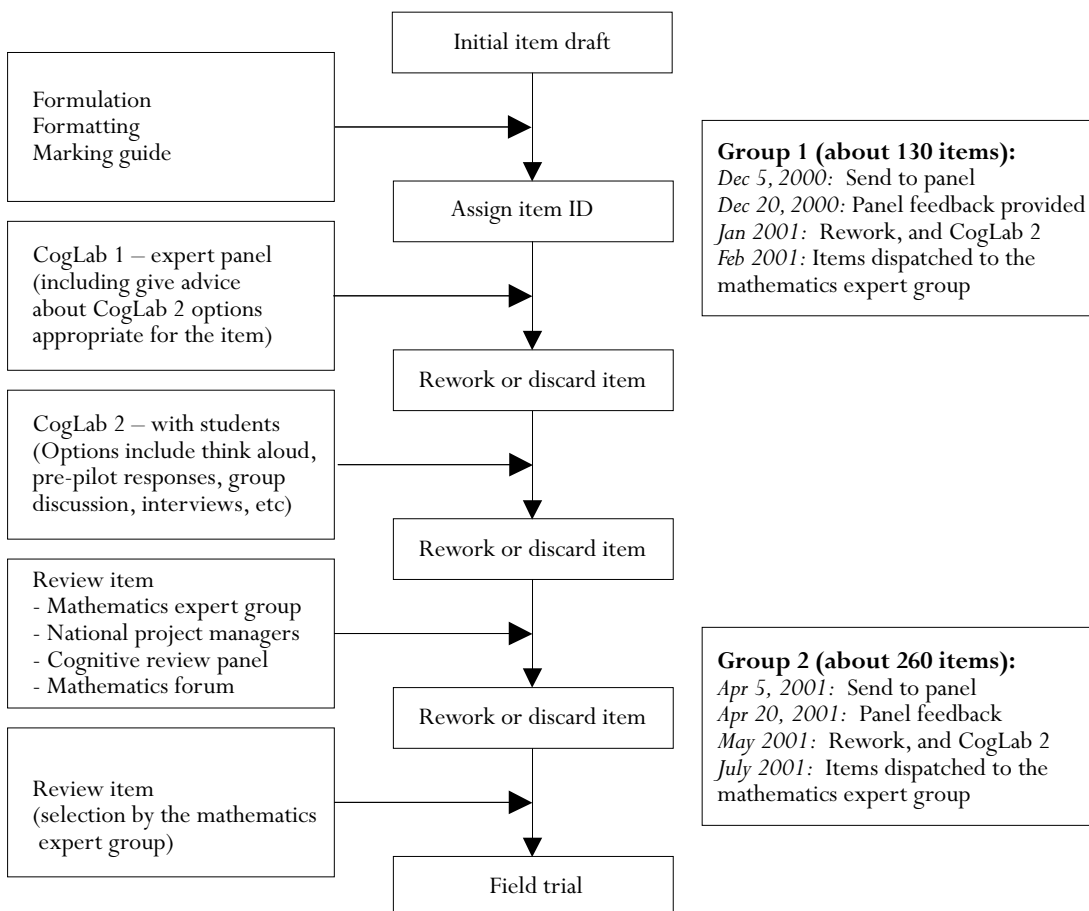 Initial item draft
Formulation
Formatting
Marking guide
Assign item ID
CogLab 1 – expert panel
(including give advice
about CogLab 2 options
appropriate for the item)
Rework or discard item
CogLab 2 – with students
(Options include think aloud,
pre-pilot responses, group
discussion, interviews, etc)
Rework or discard item
Review item
- Mathematics expert group
- National project managers
- Cognitive review panel
- Mathematics forum
Rework or discard item
Review item
(selection by the mathematics
expert group)
Field trial
Group 1 (about 130 items):
Dec 5, 2000: Send to panel
Dec 20, 2000: Panel feedback provided
Jan 2001: Rework, and CogLab 2
Feb 2001: Items dispatched to the
mathematics expert group
Group 2 (about 260 items):
Apr 5, 2001: Send to panel
Apr 20, 2001: Panel feedback
May 2001: Rework, and CogLab 2
July 2001: Items dispatched to the
mathematics expert group